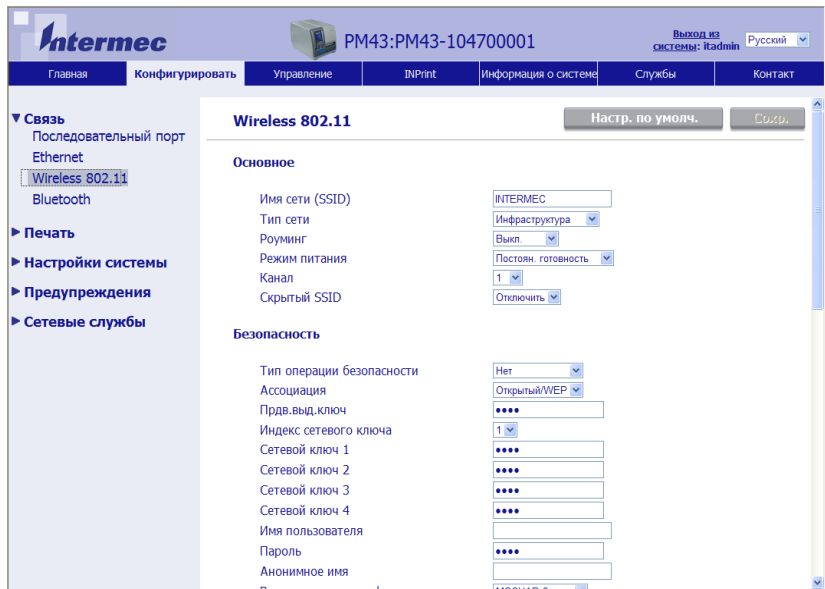 Intermec
PM43:PM43-104700001
Выход из
системы: itadmin
Русский
Главная
Конфигурировать
Управление
INPrint
Информация о системе
Службы
Контакт
Связь
Последовательный порт
Ethernet
Wireless 802.11
Bluetooth
Печать
Настройки системы
Предупреждения
Сетевые службы
Wireless 802.11
Настр. по умолч.
Сохр.
Основное
Имя сети (SSID) INTERMEC
Тип сети Инфраструктура
Роуминг Выкл.
Режим питания Постоян. готовность
Канал 1
Скрытый SSID Отключить
Безопасность
Тип операции безопасности Нет
Ассоциация Открытый/WEP
Прдв.выд.ключ ••••
Индекс сетевого ключа 1
Сетевой ключ 1 ••••
Сетевой ключ 2 ••••
Сетевой ключ 3 ••••
Сетевой ключ 4 ••••
Имя пользователя
Пароль ••••
Анонимное имя